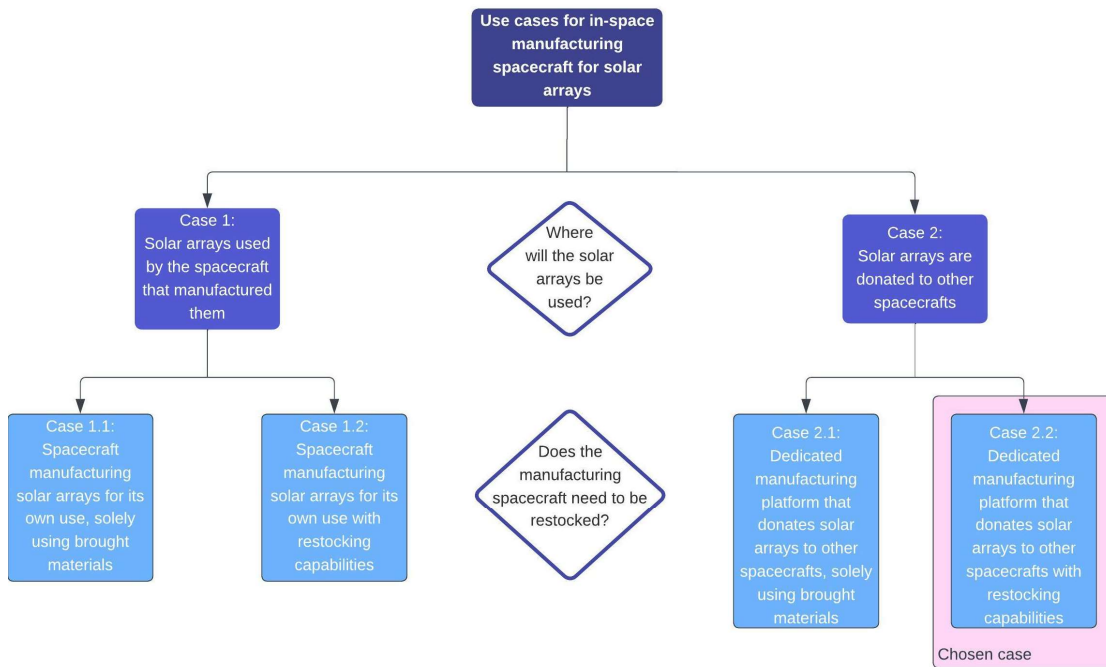 Use cases for in-space
manufacturing
spacecraft for solar
arrays
Case 1:
Solar arrays used
by the spacecraft
that manufactured
them
Where
will the solar
arrays be
used?
Case 2:
Solar arrays are
donated to other
spacecrafts
Case 1.1:
Spacecraft
manufacturing
solar arrays for its
own use, solely
using brought
materials
Case 1.2:
Spacecraft
manufacturing
solar arrays for its
own use with
restocking
capabilities
Does the
manufacturing
spacecraft need to be
restocked?
Case 2.1:
Dedicated
manufacturing
platform that
donates solar
arrays to other
spacecrafts, solely
using brought
materials
Case 2.2:
Dedicated
manufacturing
platform that
donates solar
arrays to other
spacecrafts with
restocking
capabilities
Chosen case